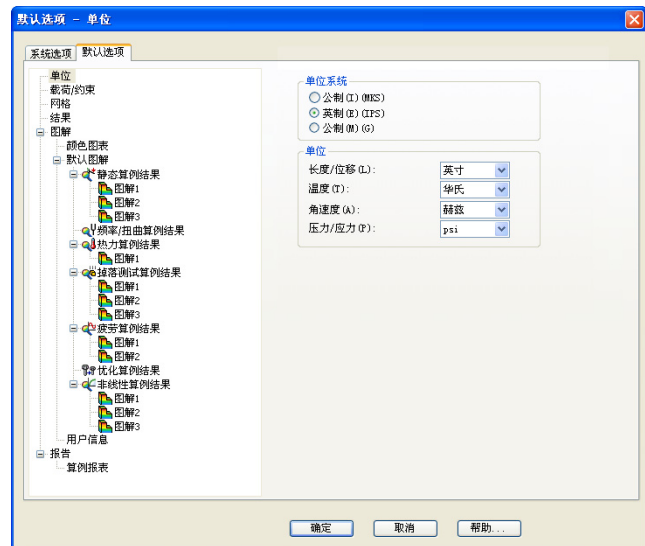 默认选项 - 单位
系统选项 默认选项
单位
载荷/约束
网格
结果
图解
颜色图表
默认图解
静态算例结果
图解1
图解2
图解3
频率/扭曲算例结果
热力算例结果
图解1
掉落测试算例结果
图解1
图解2
图解3
疲劳算例结果
图解1
图解2
优化算例结果
非线性算例结果
图解1
图解2
图解3
用户信息
报告
算例报表
单位系统
公制(I)(MKS)
英制(E)(IPS)
公制(M)(G)
单位
长度/位移(L): 英寸
温度(T): 华氏
角速度(A): 赫兹
压力/应力(P): psi
确定 取消 帮助...